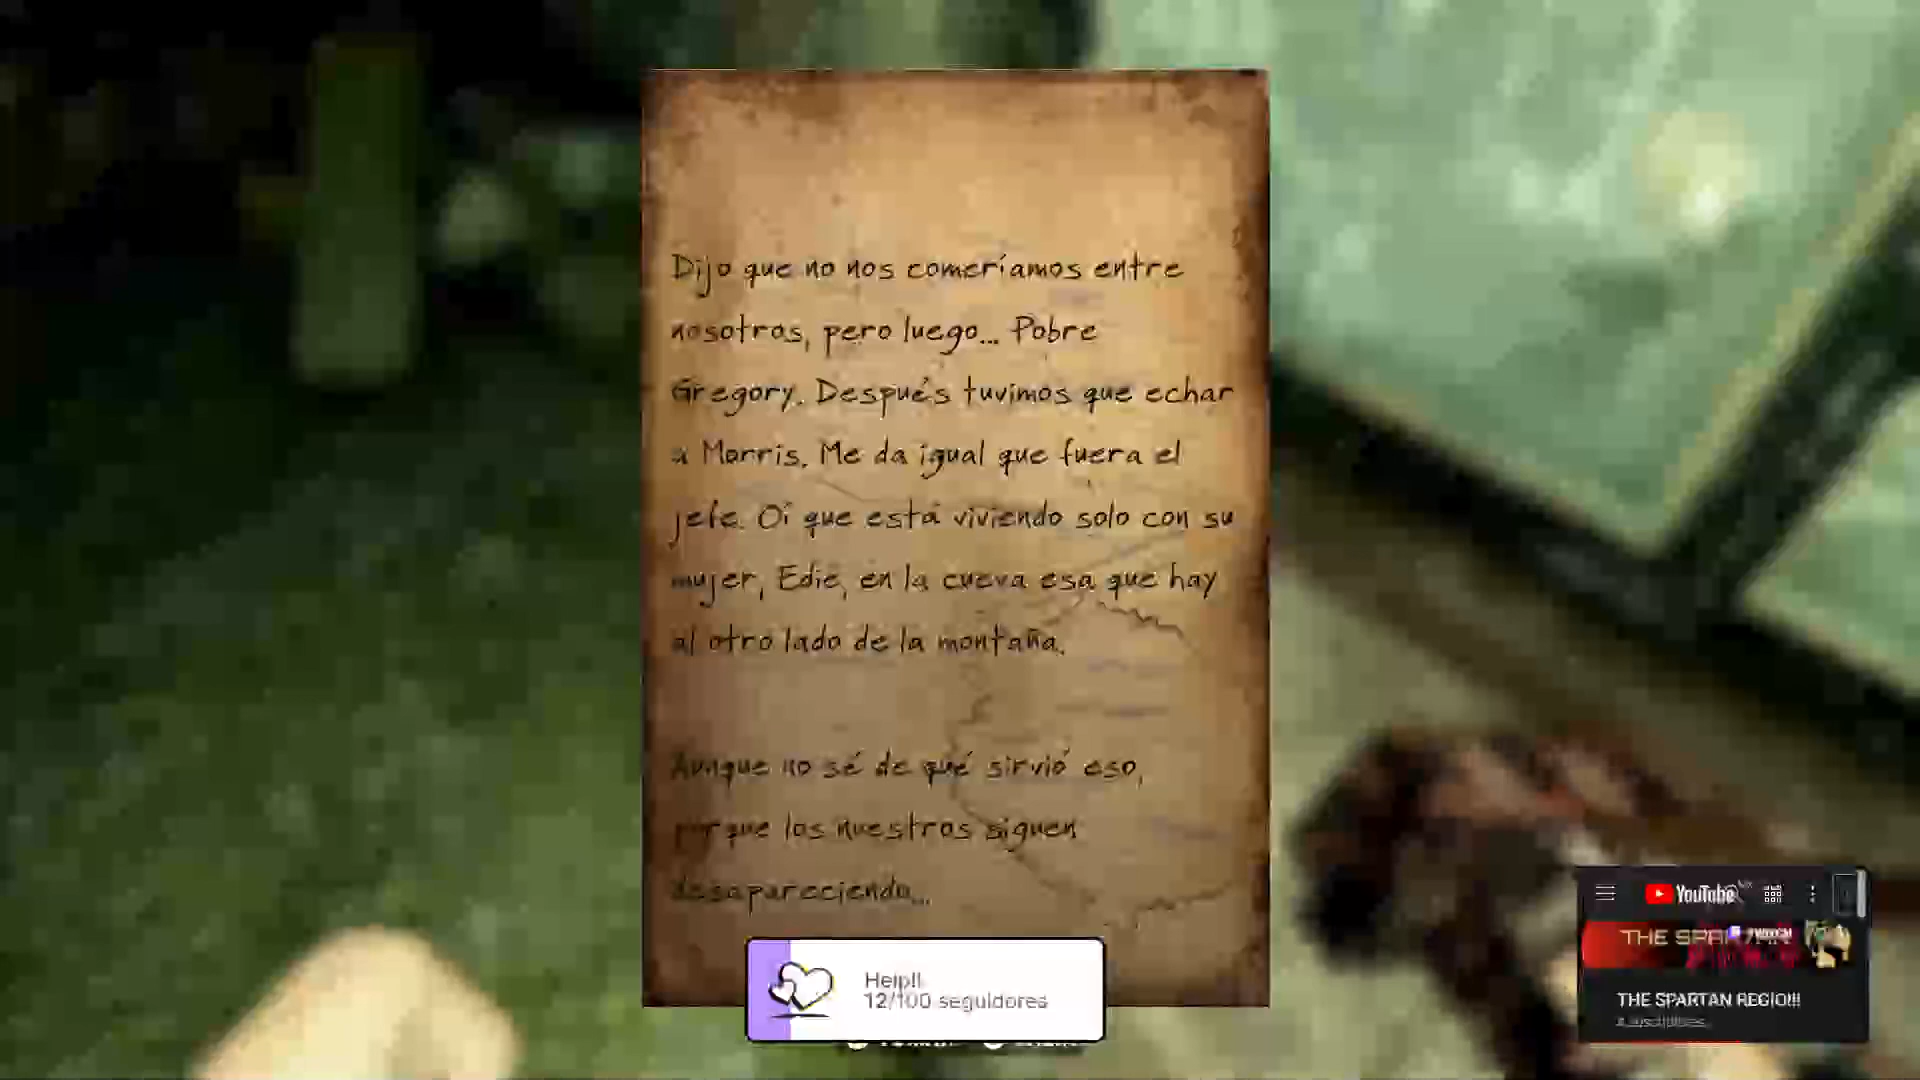 Dijo que no nos comeríamos entre
nosotros, pero luego... Pobre
Gregory. Después tuvimos que echar
a Morris. Me da igual que fuera el
jefe. Oí que está viviendo solo con su
mujer, Edie, en la cueva esa que hay
al otro lado de la montaña.
Aunque no sé de qué sirvió eso,
porque los nuestros siguen
desapareciendo...
Help!!
12/100 seguidores
YouTube
THE SPARTAN
THE SPARTAN REGIO!!!